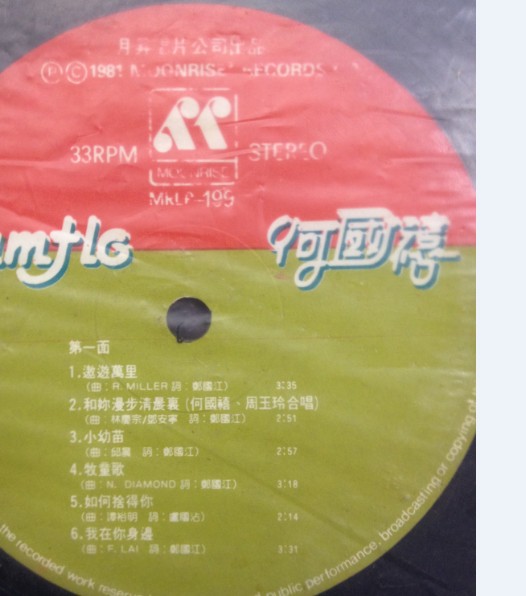 月昇唱片公司出品
Ⓟ Ⓒ 1981 MOONRISE RECORDS
33RPM
STEREO
MOONRISE
MRLP-199
何國禧
第一面
1.遨遊萬里
(曲：R. MILLER 詞：鄭國江) 3:35
2.和妳漫步清晨裏 (何國禧、周玉玲合唱)
(曲：林慶宗/鄧安寧 詞：鄭國江) 2:51
3.小幼苗
(曲：邱晨 詞：鄭國江) 2:57
4.牧童歌
(曲：N. DIAMOND 詞：鄭國江) 3:18
5.如何捨得你
(曲：譚裕明 詞：盧國沾) 2:14
6.我在你身邊
(曲：F. LAI 詞：鄭國江) 3:31
the recorded work reserved public performance, broadcasting or copying of